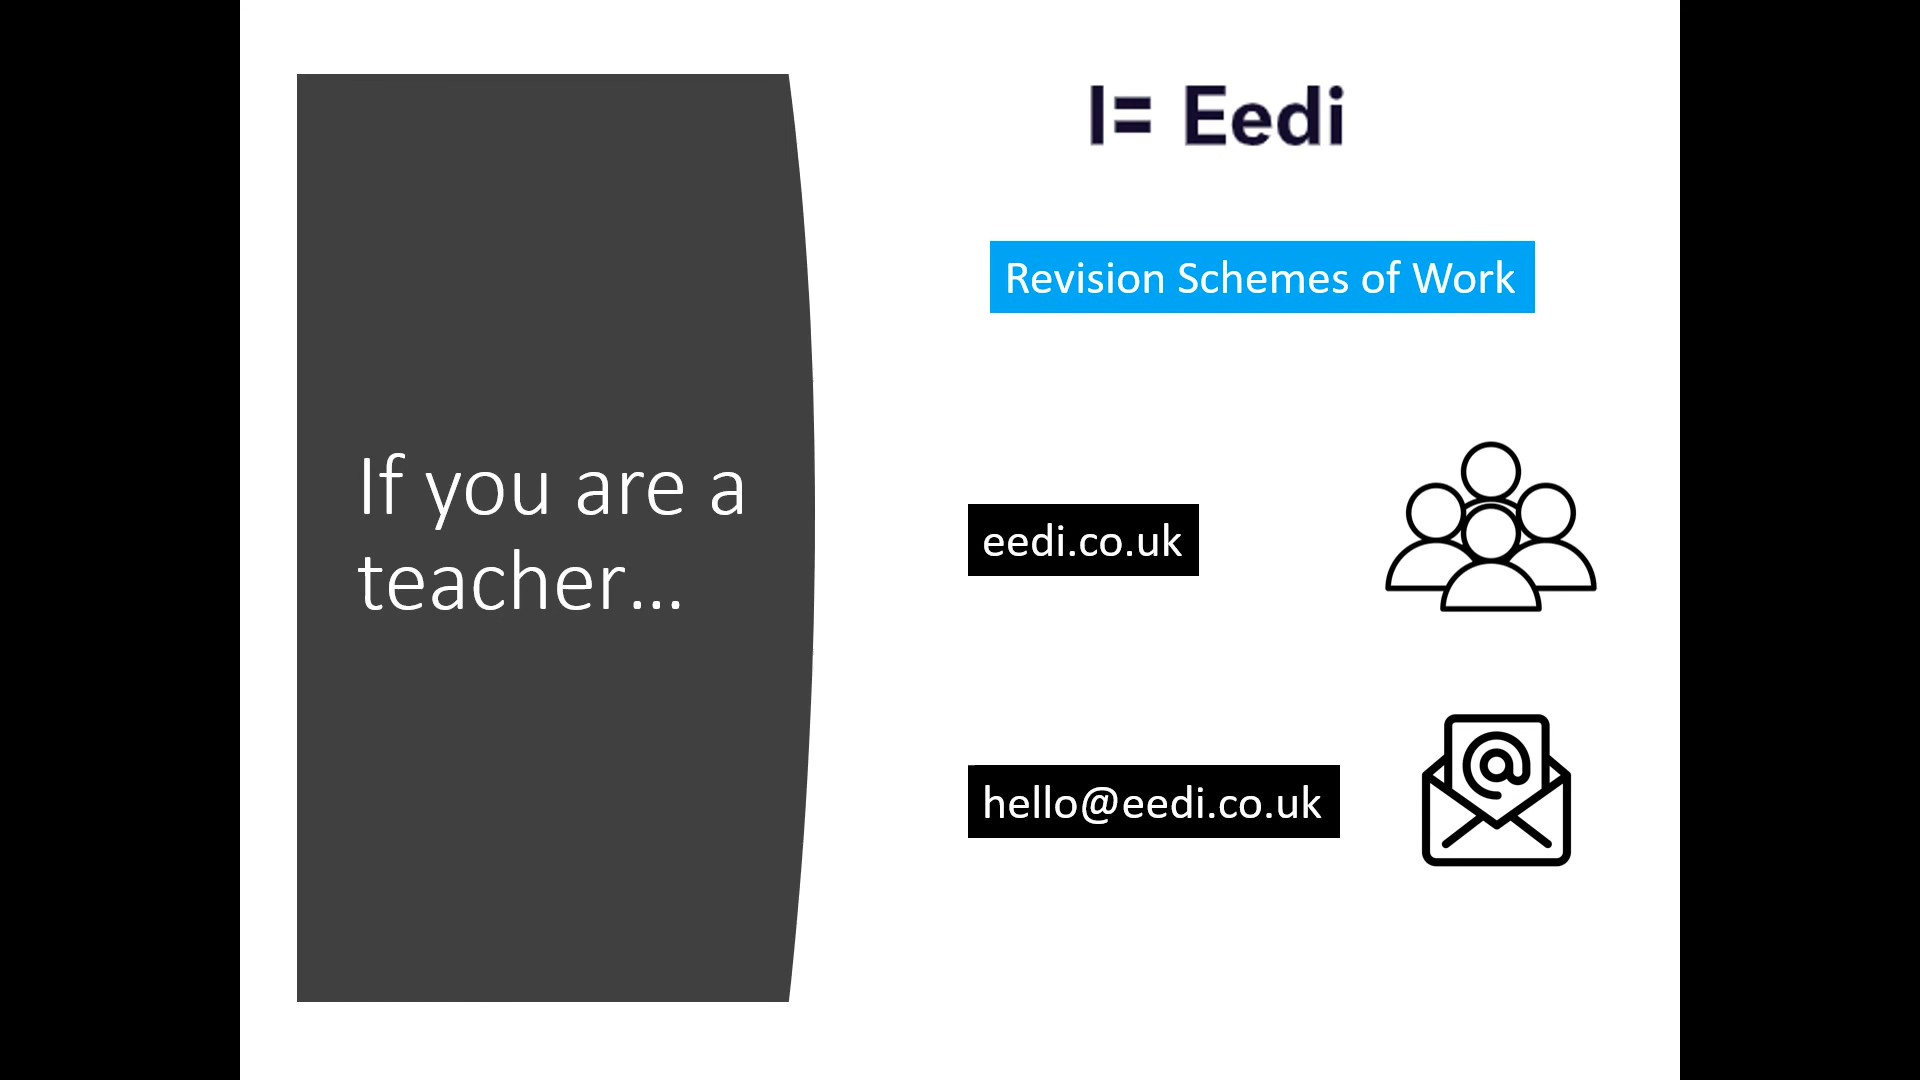 If you are a
teacher...
I= Eedi
Revision Schemes of Work
eedi.co.uk
hello@eedi.co.uk